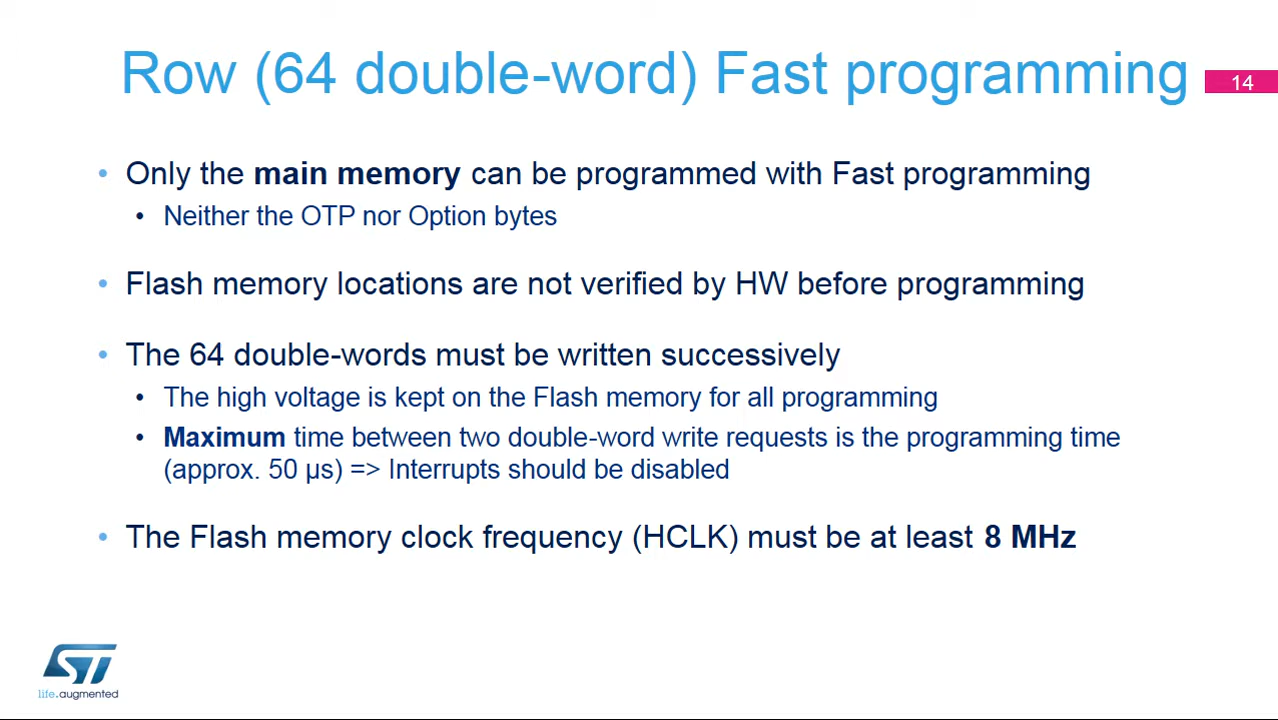 Row (64 double-word) Fast programming
14
• Only the main memory can be programmed with Fast programming
• Neither the OTP nor Option bytes
• Flash memory locations are not verified by HW before programming
• The 64 double-words must be written successively
• The high voltage is kept on the Flash memory for all programming
• Maximum time between two double-word write requests is the programming time
(approx. 50 µs) => Interrupts should be disabled
• The Flash memory clock frequency (HCLK) must be at least 8 MHz
ST
life.augmented